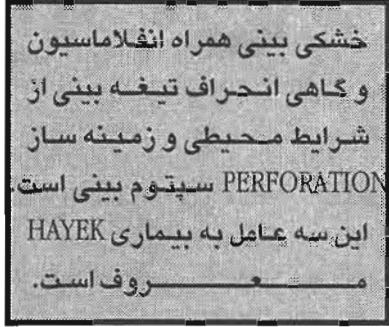 خشکی بینی همراه انفلاماسیون
و گاهی انحراف تیغه بینی از
شرایط محیطی و زمینه ساز
PERFORATION سپتوم بینی است.
این سه عامل به بیماری HAYEK
معروف است.